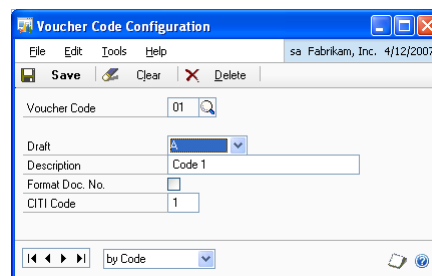 Voucher Code Configuration
File Edit Tools Help sa Fabrikam, Inc. 4/12/2007
Save Clear Delete
Voucher Code 01
Draft A
Description Code 1
Format Doc. No.
CITI Code 1
by Code